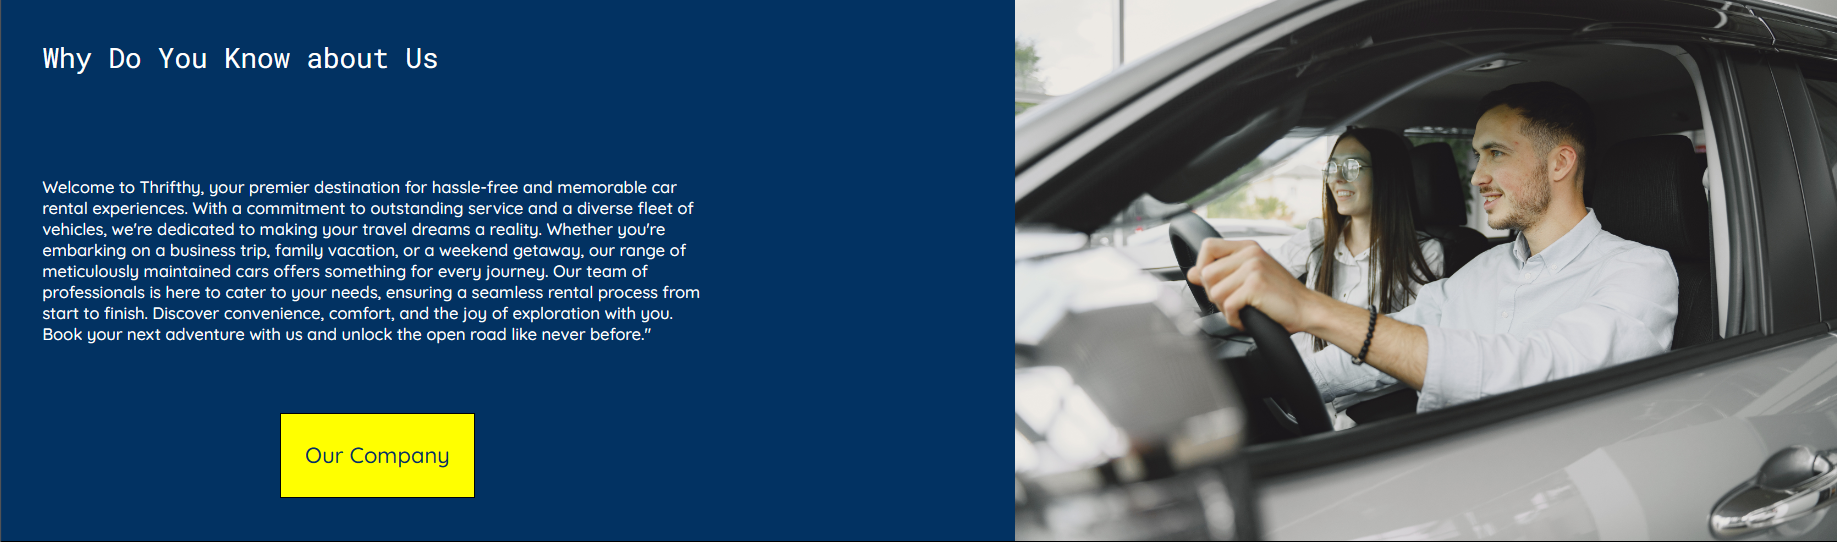 Why Do You Know about Us
Welcome to Thrifthy, your premier destination for hassle-free and memorable car
rental experiences. With a commitment to outstanding service and a diverse fleet of
vehicles, we're dedicated to making your travel dreams a reality. Whether you're
embarking on a business trip, family vacation, or a weekend getaway, our range of
meticulously maintained cars offers something for every journey. Our team of
professionals is here to cater to your needs, ensuring a seamless rental process from
start to finish. Discover convenience, comfort, and the joy of exploration with you.
Book your next adventure with us and unlock the open road like never before."
Our Company